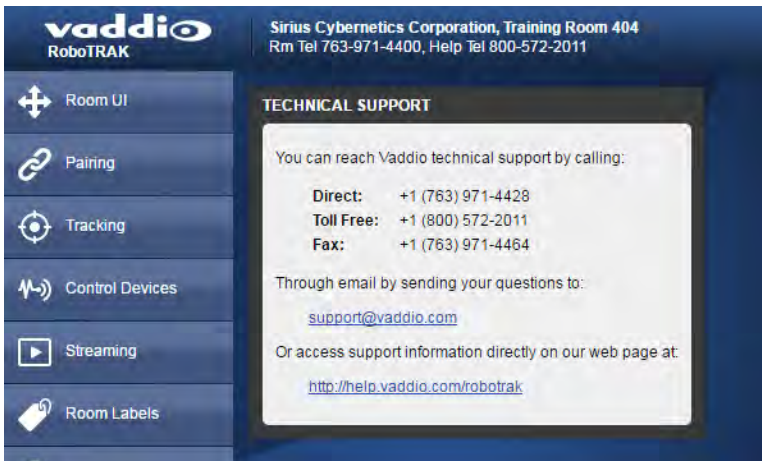 vaddio
RoboTRAK
Sirius Cybernetics Corporation, Training Room 404
Rm Tel 763-971-4400, Help Tel 800-572-2011
Room UI
Pairing
Tracking
Control Devices
Streaming
Room Labels
TECHNICAL SUPPORT
You can reach Vaddio technical support by calling:
Direct: +1 (763) 971-4428
Toll Free: +1 (800) 572-2011
Fax: +1 (763) 971-4464
Through email by sending your questions to:
support@vaddio.com
Or access support information directly on our web page at:
http://help.vaddio.com/robotrak